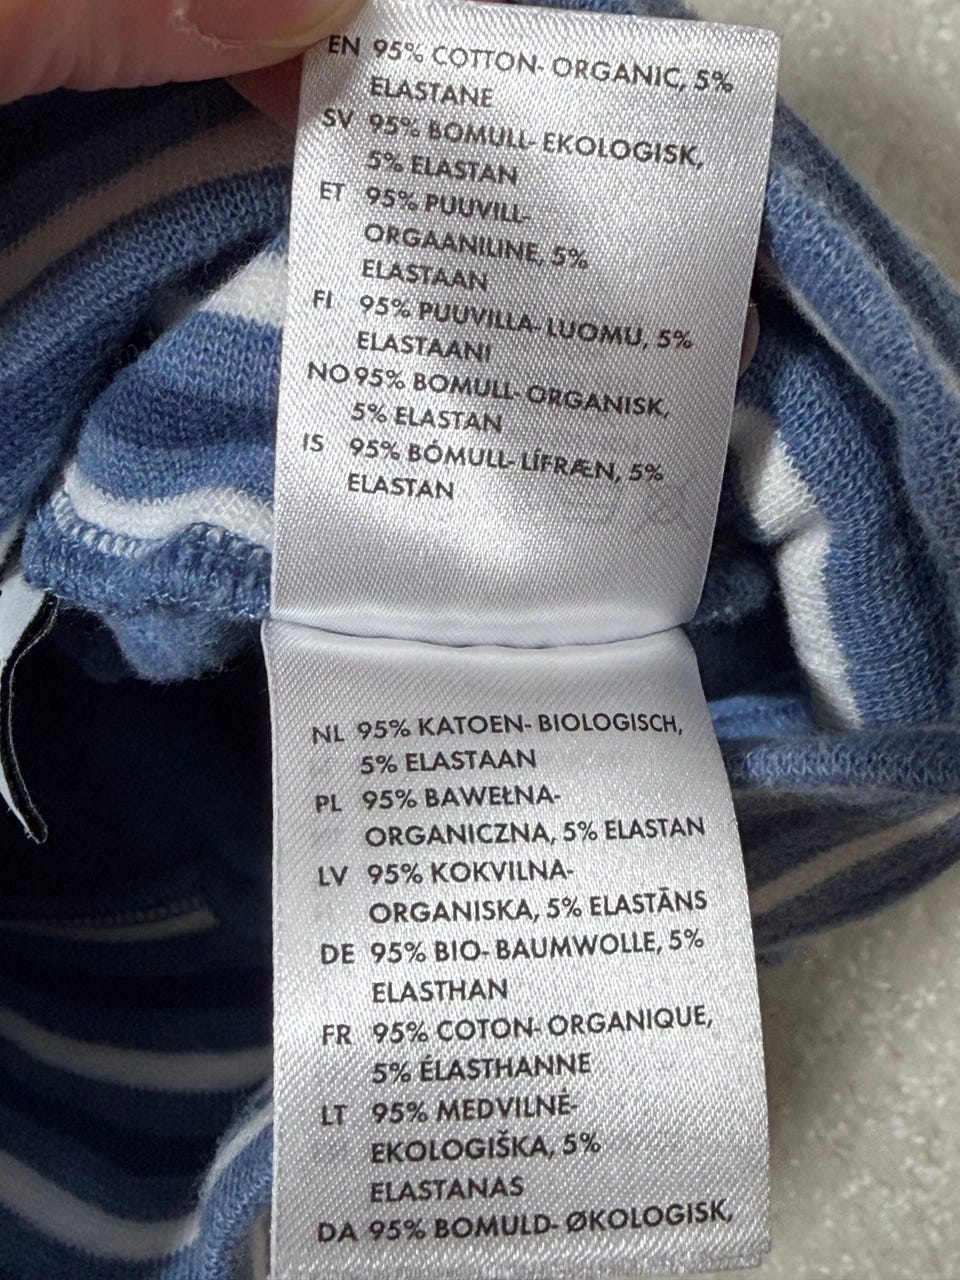 EN 95% COTTON- ORGANIC, 5%
ELASTANE
SV 95% BOMULL- EKOLOGISK,
5% ELASTAN
ET 95% PUUVILL-
ORGAANILINE, 5%
ELASTAAN
FI 95% PUUVILLA- LUOMU, 5%
ELASTAANI
NO 95% BOMULL- ORGANISK,
5% ELASTAN
IS 95% BÓMULL- LÍFRÆN, 5%
ELASTAN
NL 95% KATOEN- BIOLOGISCH,
5% ELASTAAN
PL 95% BAWEŁNA-
ORGANICZNA, 5% ELASTAN
LV 95% KOKVILNA-
ORGANISKA, 5% ELASTĀNS
DE 95% BIO- BAUMWOLLE, 5%
ELASTHAN
FR 95% COTON- ORGANIQUE,
5% ÉLASTHANNE
LT 95% MEDVILNĖ-
EKOLOGIŠKA, 5%
ELASTANAS
DA 95% BOMULD- ØKOLOGISK,